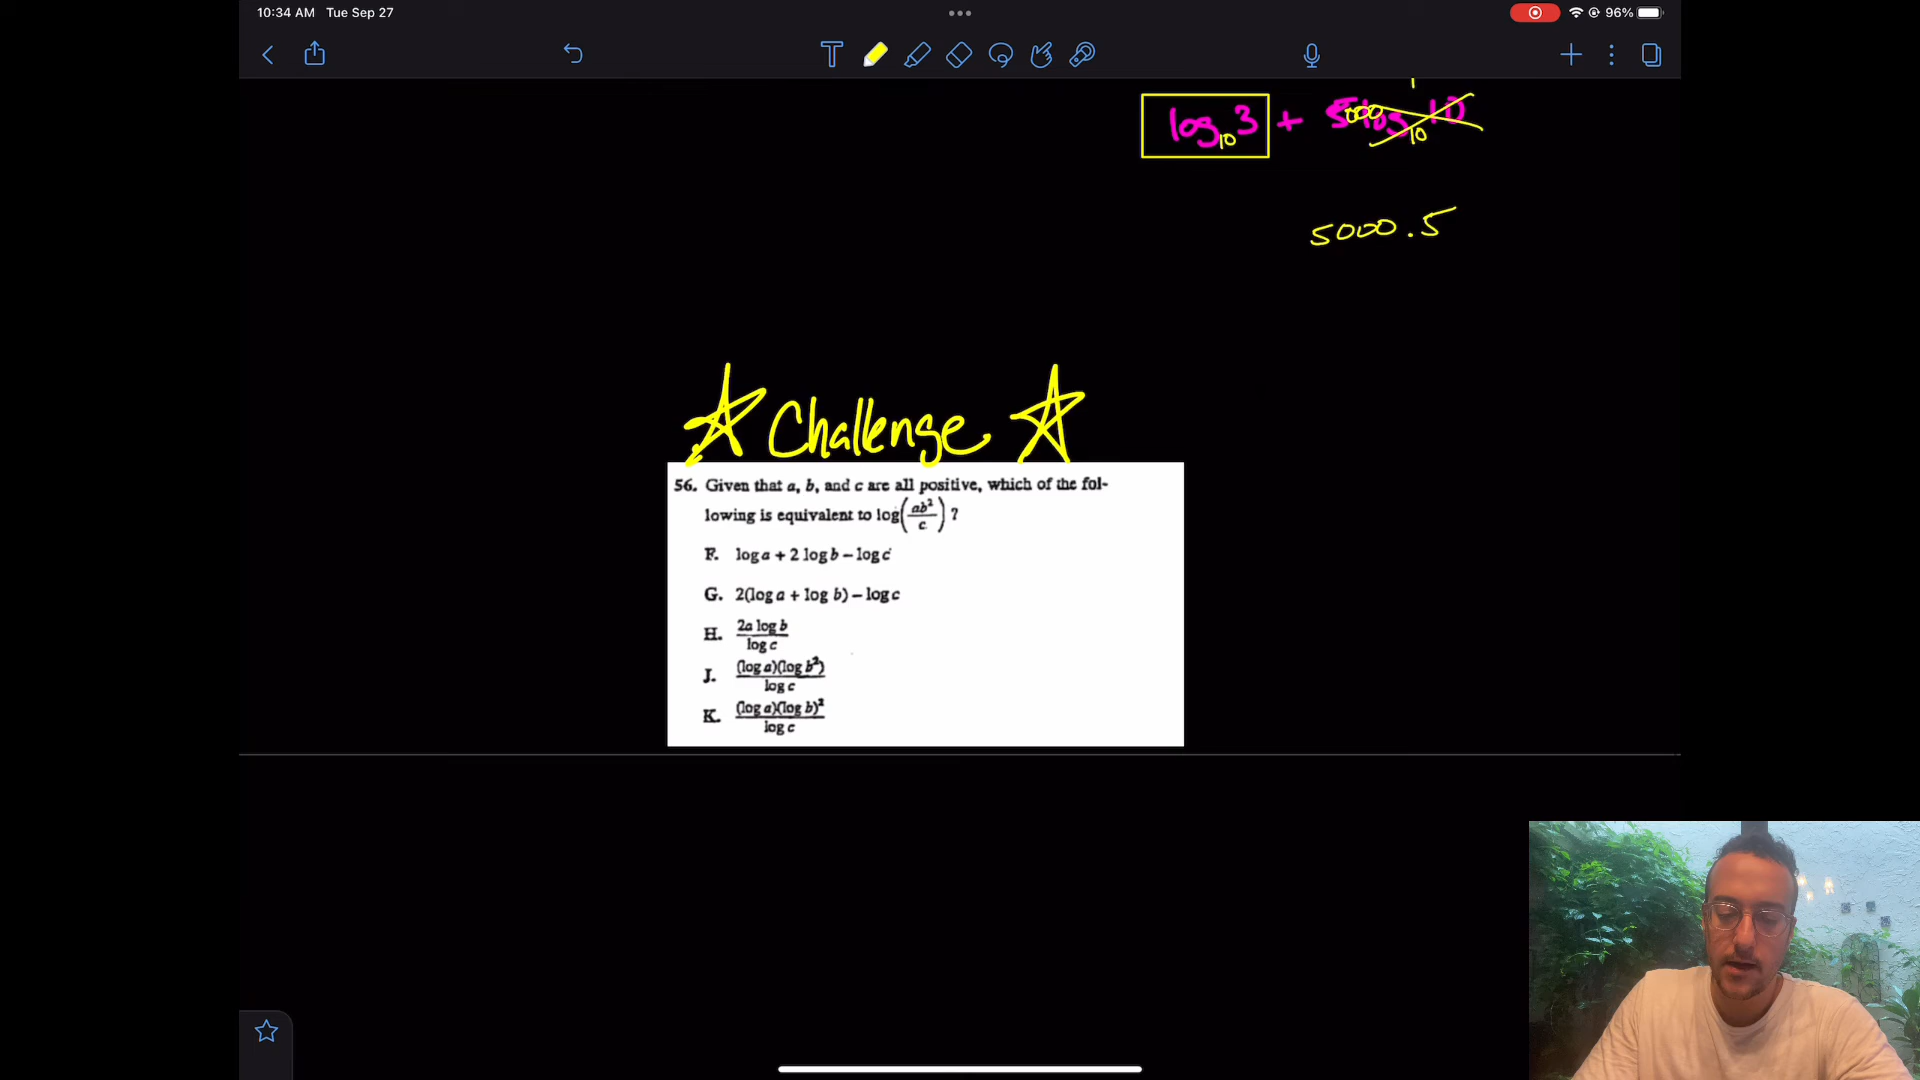 10:34 AM Tue Sep 27
96%
log₁₀3 + 5000 log₁₀ 10
5000.5
Challenge
56. Given that a, b, and c are all positive, which of the fol-
lowing is equivalent to log(ab²/c) ?
F. log a + 2 log b – log c
G. 2(log a + log b) – log c
H. 2a log b / log c
J. (log a)(log b²) / log c
K. (log a)(log b)² / log c